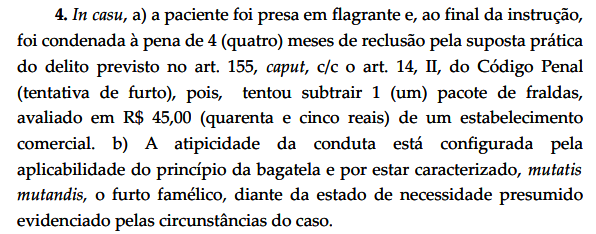 4. In casu, a) a paciente foi presa em flagrante e, ao final da instrução,
foi condenada à pena de 4 (quatro) meses de reclusão pela suposta prática
do delito previsto no art. 155, caput, c/c o art. 14, II, do Código Penal
(tentativa de furto), pois, tentou subtrair 1 (um) pacote de fraldas,
avaliado em R$ 45,00 (quarenta e cinco reais) de um estabelecimento
comercial. b) A atipicidade da conduta está configurada pela
aplicabilidade do princípio da bagatela e por estar caracterizado, mutatis
mutandis, o furto famélico, diante da estado de necessidade presumido
evidenciado pelas circunstâncias do caso.